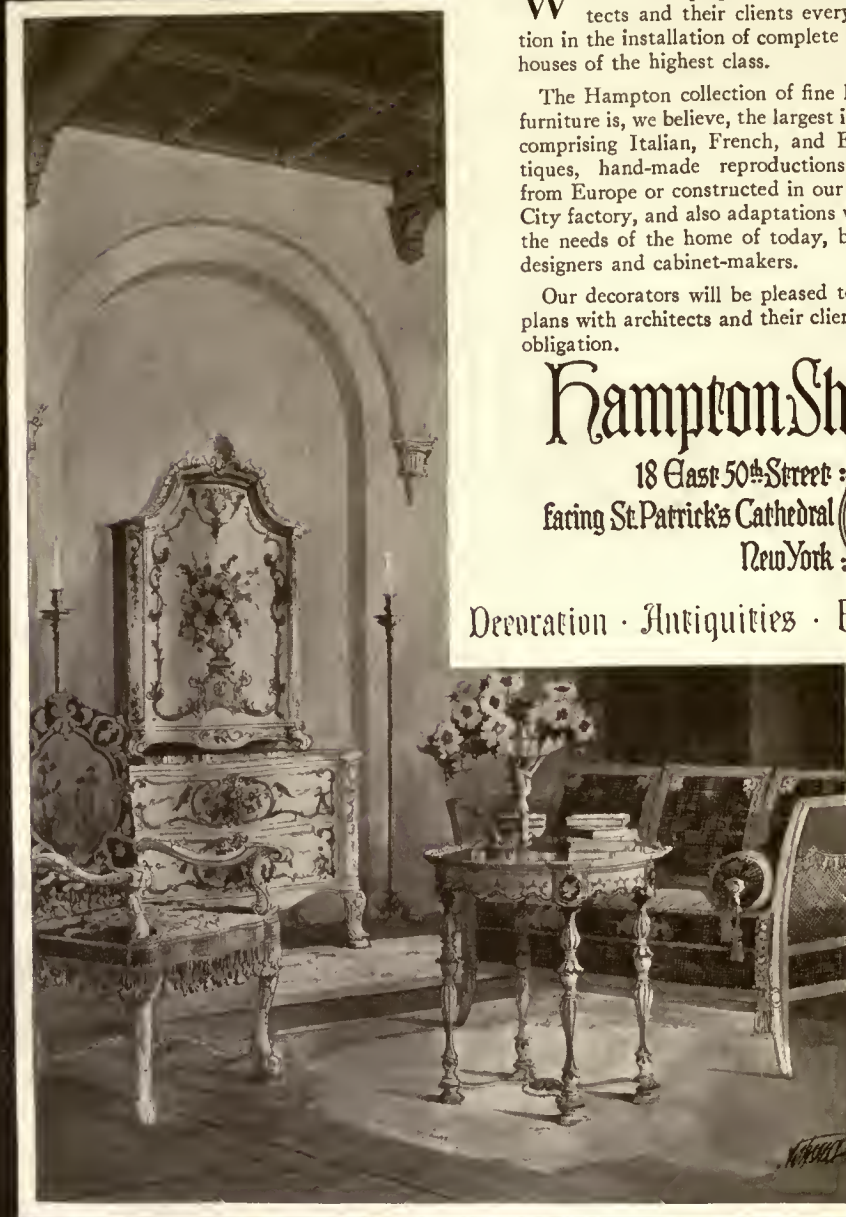 W
tects and their clients every
tion in the installation of complete
houses of the highest class.
The Hampton collection of fine
furniture is, we believe, the largest i
comprising Italian, French, and E
tiques, hand-made reproductions
from Europe or constructed in our
City factory, and also adaptations
the needs of the home of today, b
designers and cabinet-makers.
Our decorators will be pleased t
plans with architects and their clien
obligation.
Hampton Sh
18 East 50th Street :
facing St. Patrick's Cathedral
New York :
Decoration · Antiquities ·